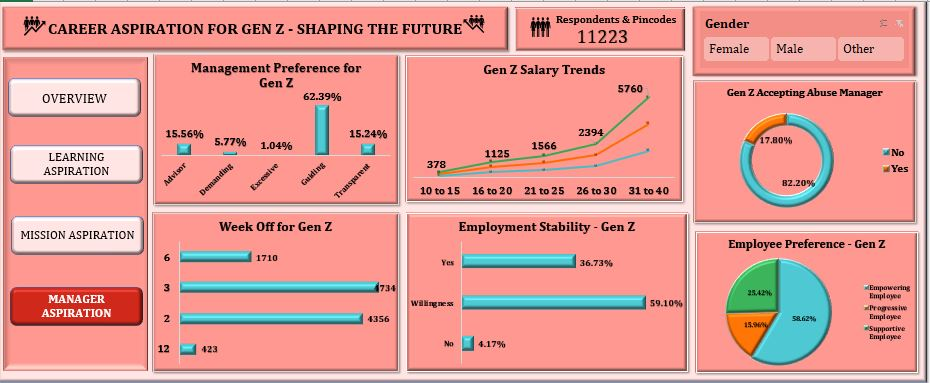 CAREER ASPIRATION FOR GEN Z - SHAPING THE FUTURE
Respondents & Pincodes
11223
Gender
Female
Male
Other
OVERVIEW
LEARNING
ASPIRATION
MISSION ASPIRATION
MANAGER
ASPIRATION
Management Preference for
Gen Z
62.39%
15.56%
5.77%
1.04%
15.24%
Advisor
Demanding
Excessive
Guiding
Transparent
Gen Z Salary Trends
5760
2394
1566
1125
378
10 to 15
16 to 20
21 to 25
26 to 30
31 to 40
Gen Z Accepting Abuse Manager
17.80%
82.20%
No
Yes
Week Off for Gen Z
6
1710
3
734
2
4356
12
423
Employment Stability - Gen Z
Yes
36.73%
Willingness
59.10%
No
4.17%
Employee Preference - Gen Z
25.42%
15.96%
58.62%
Empowering
Employee
Progressive
Employee
Supportive
Employee